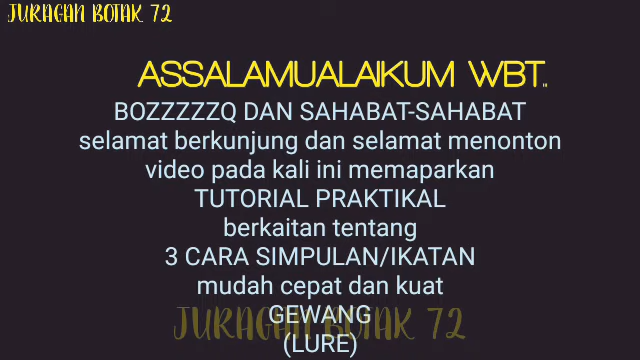 JURAGAN BOTAK 72
ASSALAMUALAIKUM WBT..
BOZZZZZQ DAN SAHABAT-SAHABAT
selamat berkunjung dan selamat menonton
video pada kali ini memaparkan
TUTORIAL PRAKTIKAL
berkaitan tentang
3 CARA SIMPULAN/IKATAN
mudah cepat dan kuat
GEWANG
JURAGAN BOTAK 72
(LURE)